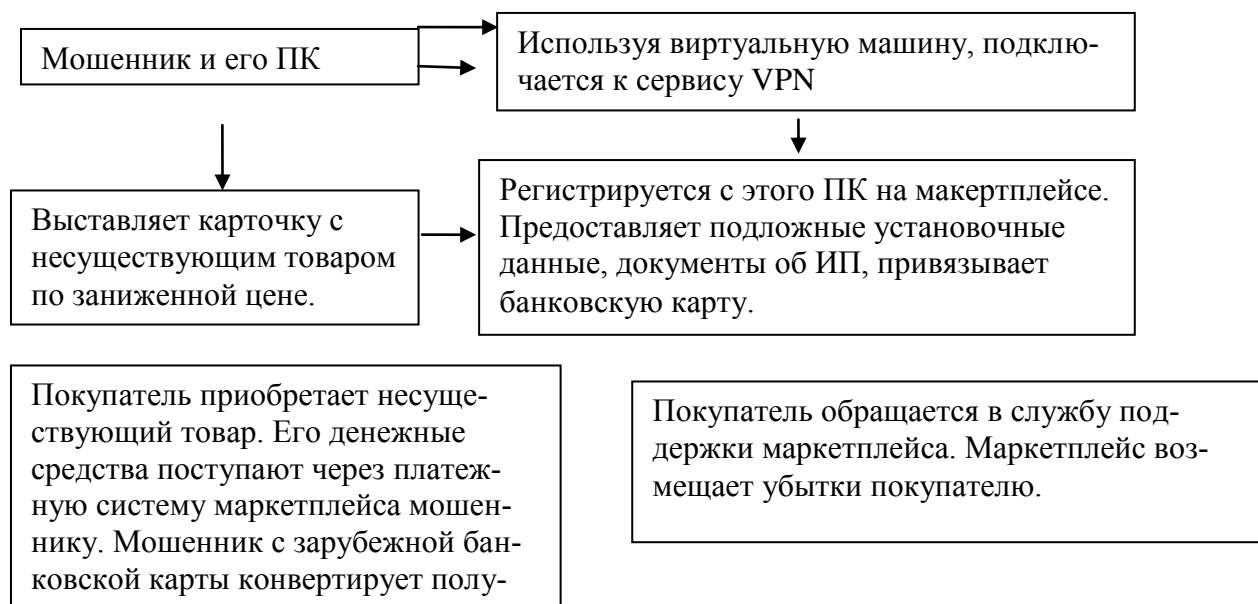 Мошенник и его ПК
Используя виртуальную машину, подклю-
чается к сервису VPN
Выставляет карточку с
несуществующим товаром
по заниженной цене.
Регистрируется с этого ПК на макертплейсе.
Предоставляет подложные установочные
данные, документы об ИП, привязывает
банковскую карту.
Покупатель приобретает несуще-
ствующий товар. Его денежные
средства поступают через платеж-
ную систему маркетплейса мошен-
нику. Мошенник с зарубежной бан-
ковской карты конвертирует полу-
Покупатель обращается в службу под-
держки маркетплейса. Маркетплейс воз-
мещает убытки покупателю.